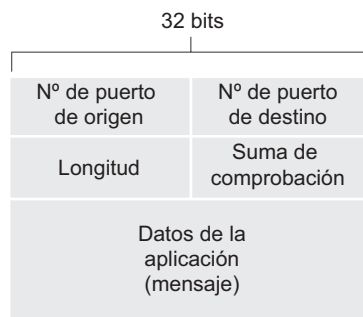 32 bits
Nº de puerto
de origen
Nº de puerto
de destino
Longitud
Suma de
comprobación
Datos de la
aplicación
(mensaje)